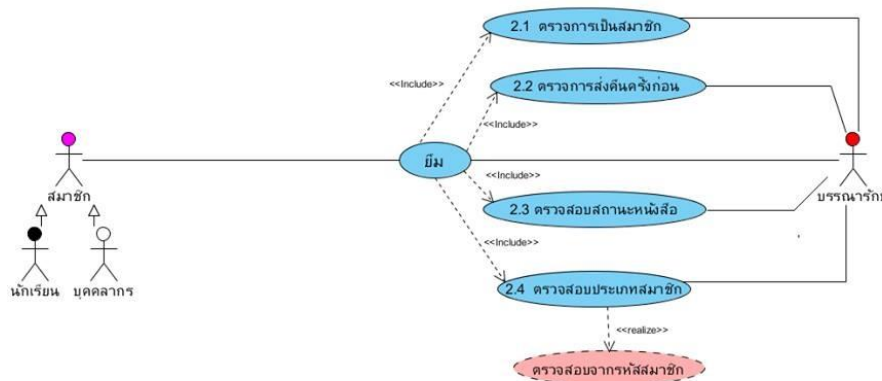 2.1 ตรวจการเป็นสมาชิก
<<Include>>
2.2 ตรวจการส่งคืนครั้งก่อน
<<Include>>
ยืม
<<Include>>
สมาชิก
บรรณารักษ
2.3 ตรวจสอบสถานะหนังสือ
<<Include>>
นักเรียน
บุคคลากร
2.4 ตรวจสอบประเภทสมาชิก
<<realize>>
ตรวจสอบจากรหัสสมาชิก